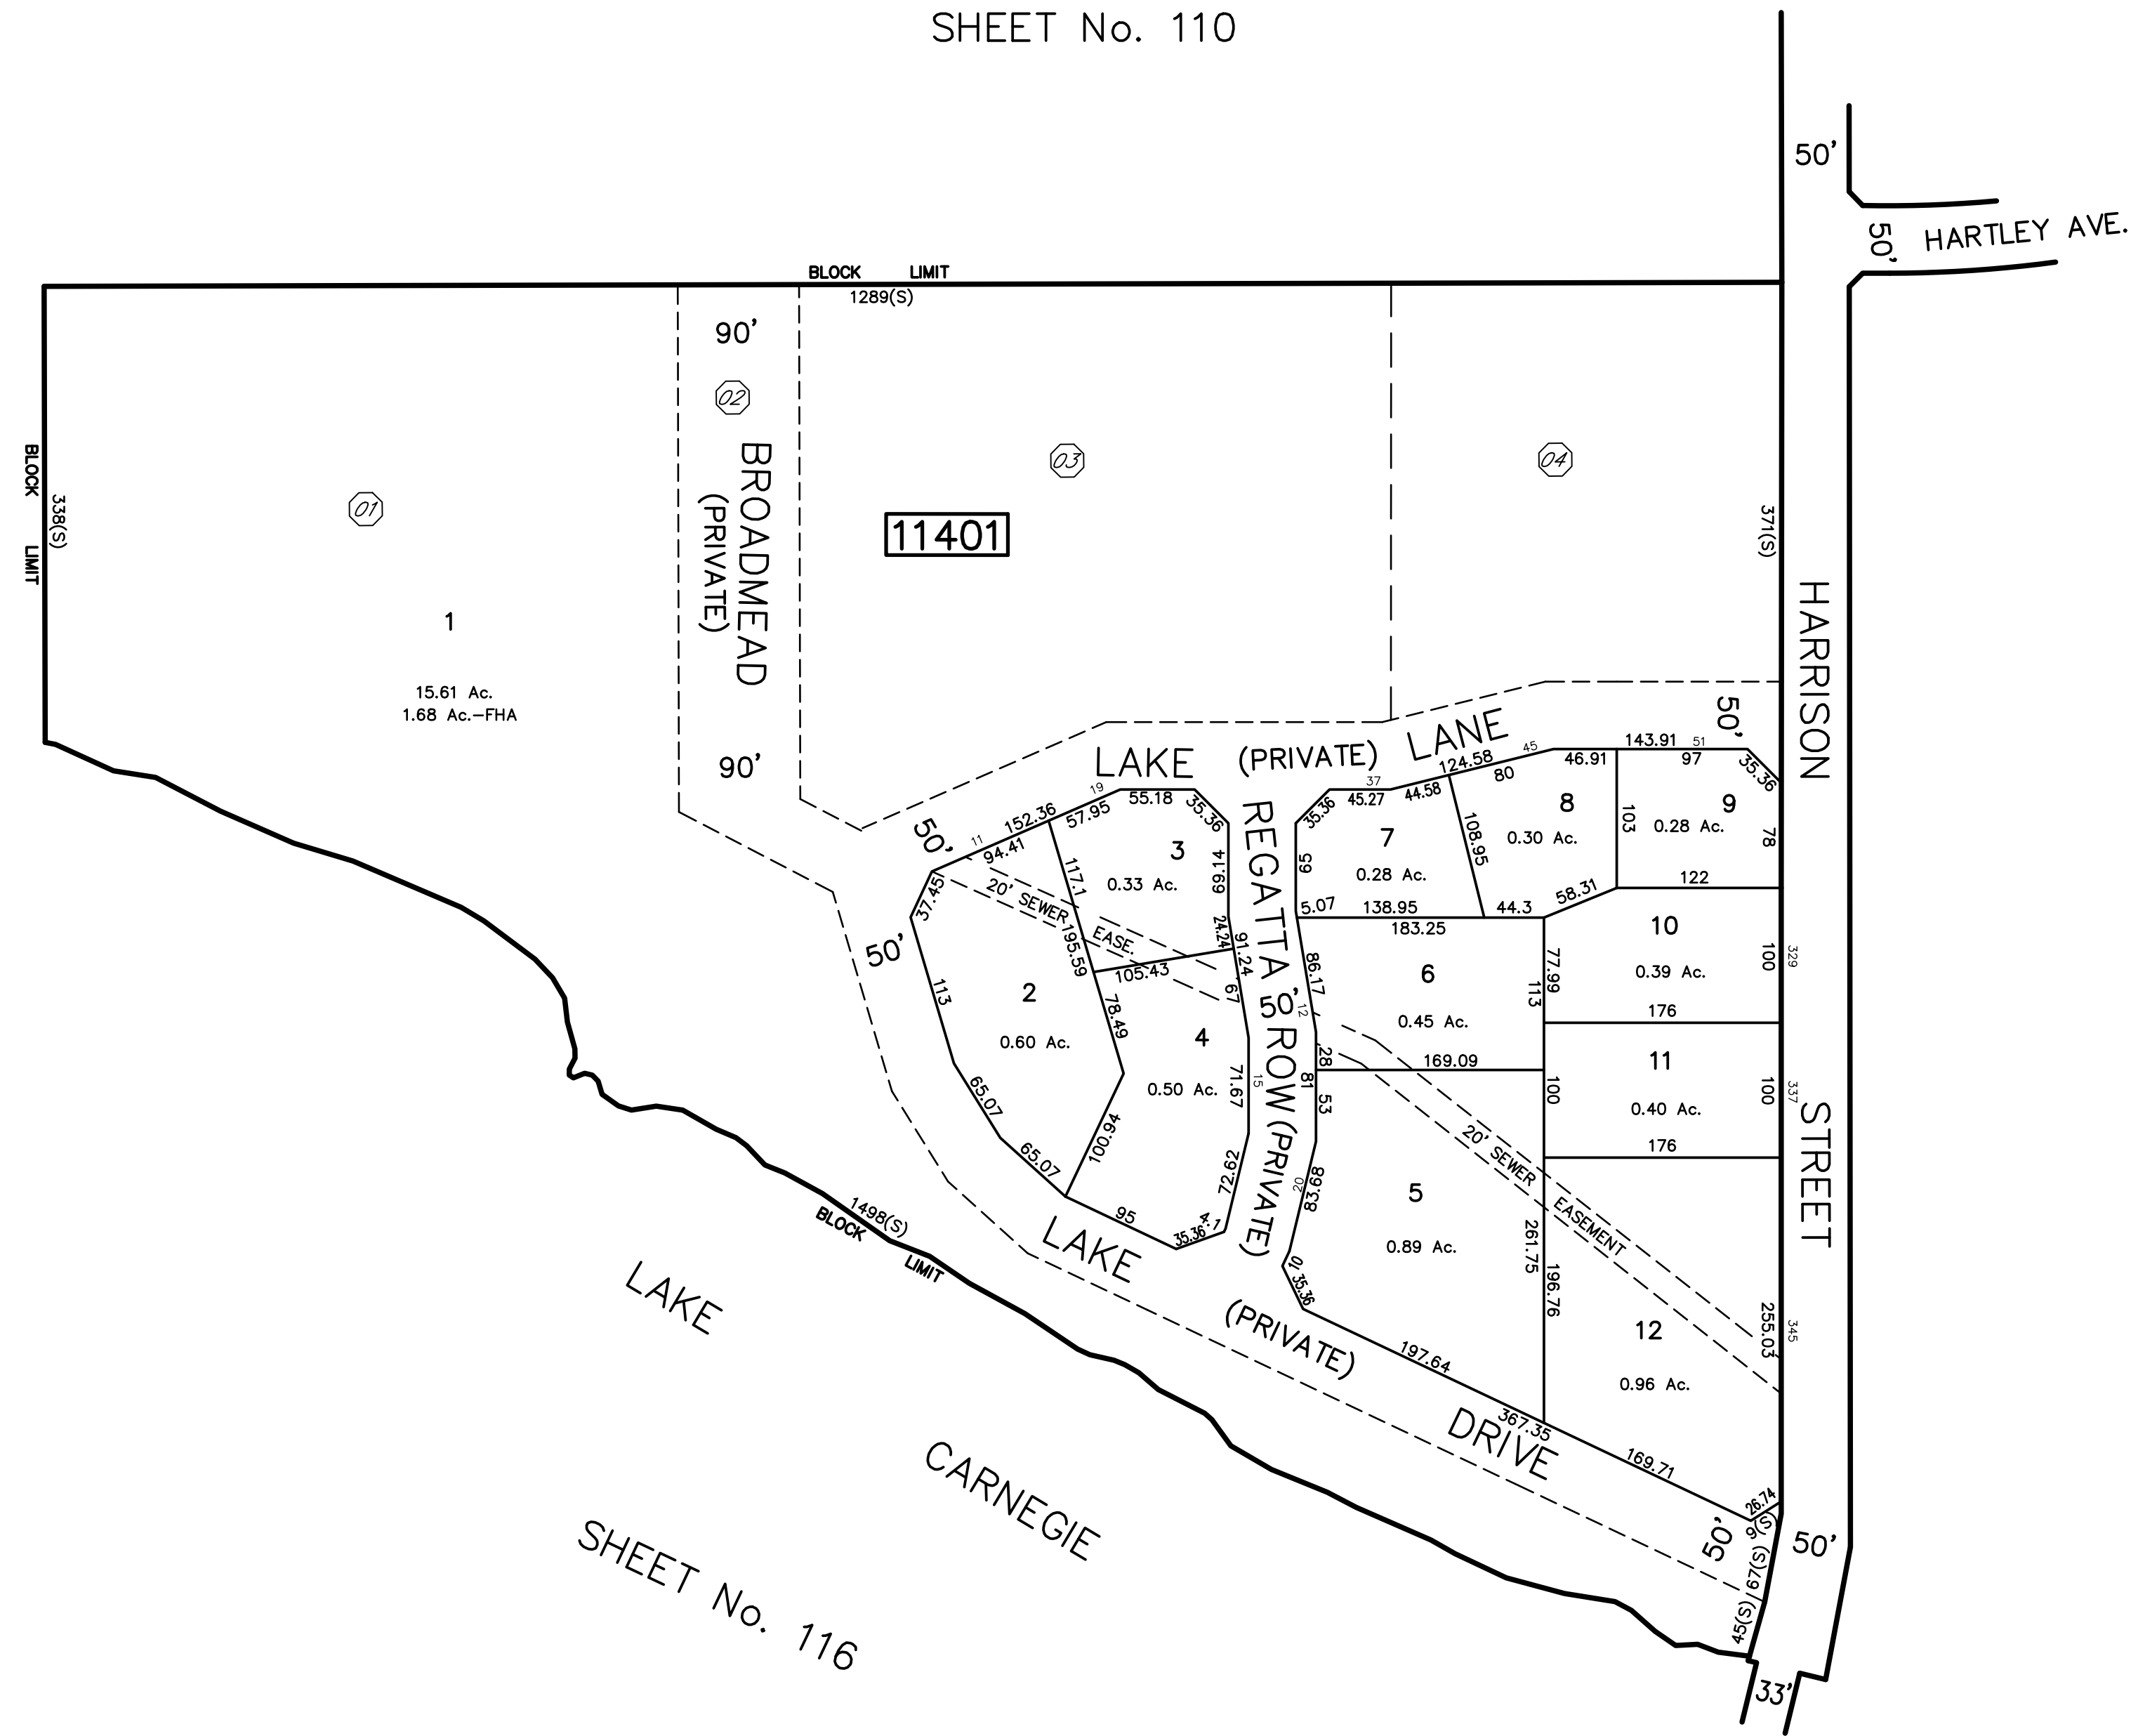 SHEET No. 110
50'
HARTLEY AVE.
50'
BLOCK LIMIT
1289(S)
90'
02
BROADMEAD
(PRIVATE)
90'
03
04
11401
01
BLOCK LIMIT
338(S)
1
15.61 Ac.
1.68 Ac.-FHA
371(S)
HARRISON
STREET
LAKE (PRIVATE) LANE
50'
50'
50'
152.36
11
94.41
19
57.95
55.18
35.36
3
0.33 Ac.
69.14
24.24
117.1
195.59
20' SEWER
EASE.
105.43
37.45
113
2
0.60 Ac.
65.07
65.07
78.49
100.94
4
0.50 Ac.
91.24
67
71.67
15
72.62
4.1
35.36
95
REGATTA
50'
ROW (PRIVATE)
35.36
45.27
37
44.58
124.58
45
80
46.91
143.91
51
97
35.36
7
0.28 Ac.
65
5.07
138.95
108.95
8
0.30 Ac.
44.3
58.31
103
9
0.28 Ac.
78
122
183.25
86.17
12
6
0.45 Ac.
77.99
113
28
169.09
81
53
10
0.39 Ac.
100
329
176
11
0.40 Ac.
100
100
337
176
20' SEWER
EASEMENT
5
0.89 Ac.
20
83.68
10
35.36
261.75
196.76
12
0.96 Ac.
255.03
345
197.64
367.35
169.71
26.74
9(S)
67(S)
45(S)
LAKE
(PRIVATE)
DRIVE
50'
50'
33'
1498(S)
BLOCK LIMIT
LAKE
CARNEGIE
SHEET No. 116